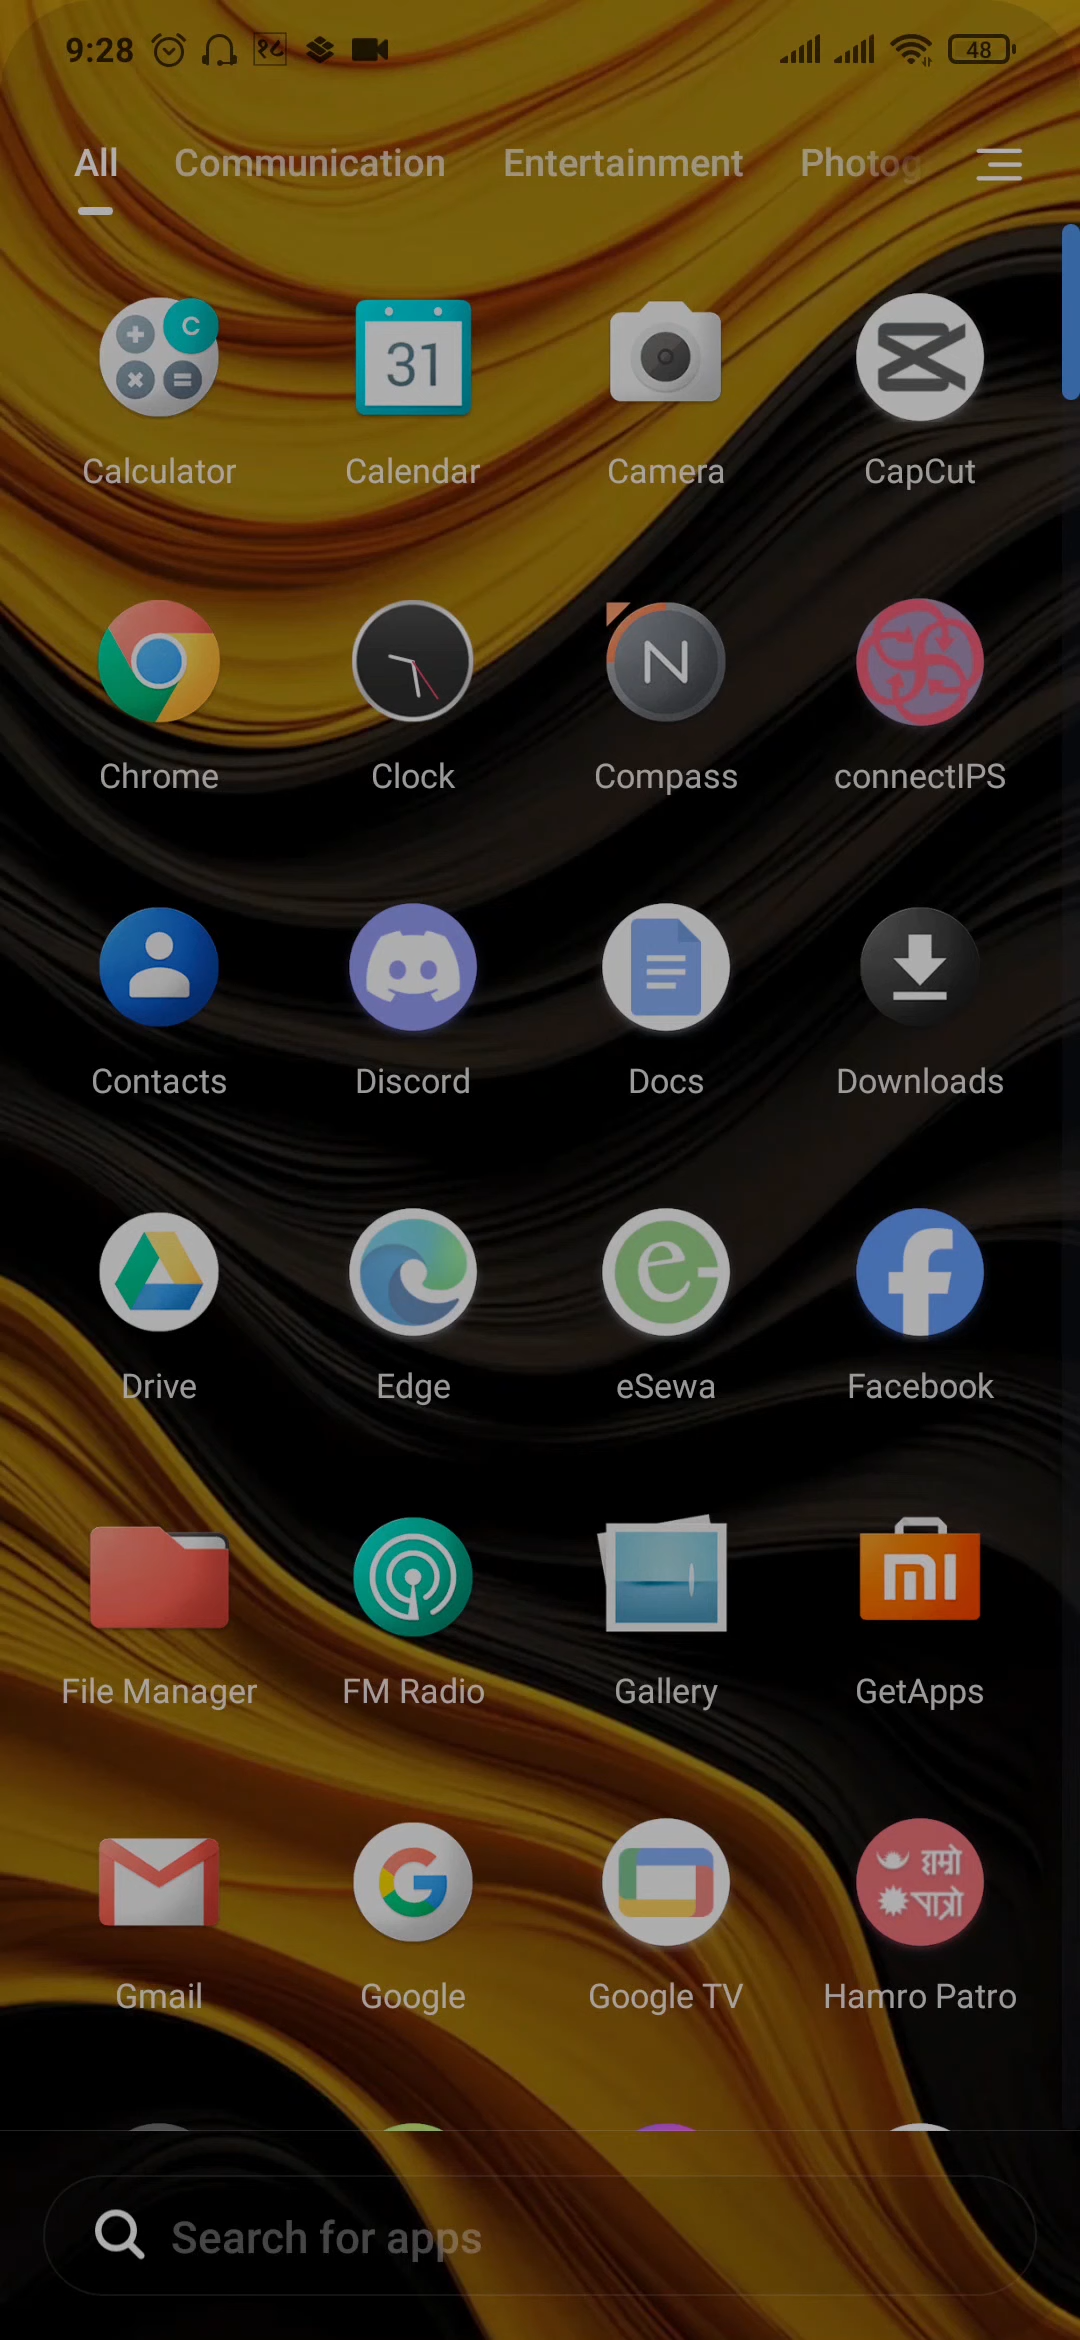 9:28 १८ 48
All Communication Entertainment Photog
C
31
Calculator Calendar Camera CapCut
N
Chrome Clock Compass connectIPS
Contacts Discord Docs Downloads
e
Drive Edge eSewa Facebook
File Manager FM Radio Gallery GetApps
हाम्रो
पात्रो
Gmail Google Google TV Hamro Patro
Search for apps